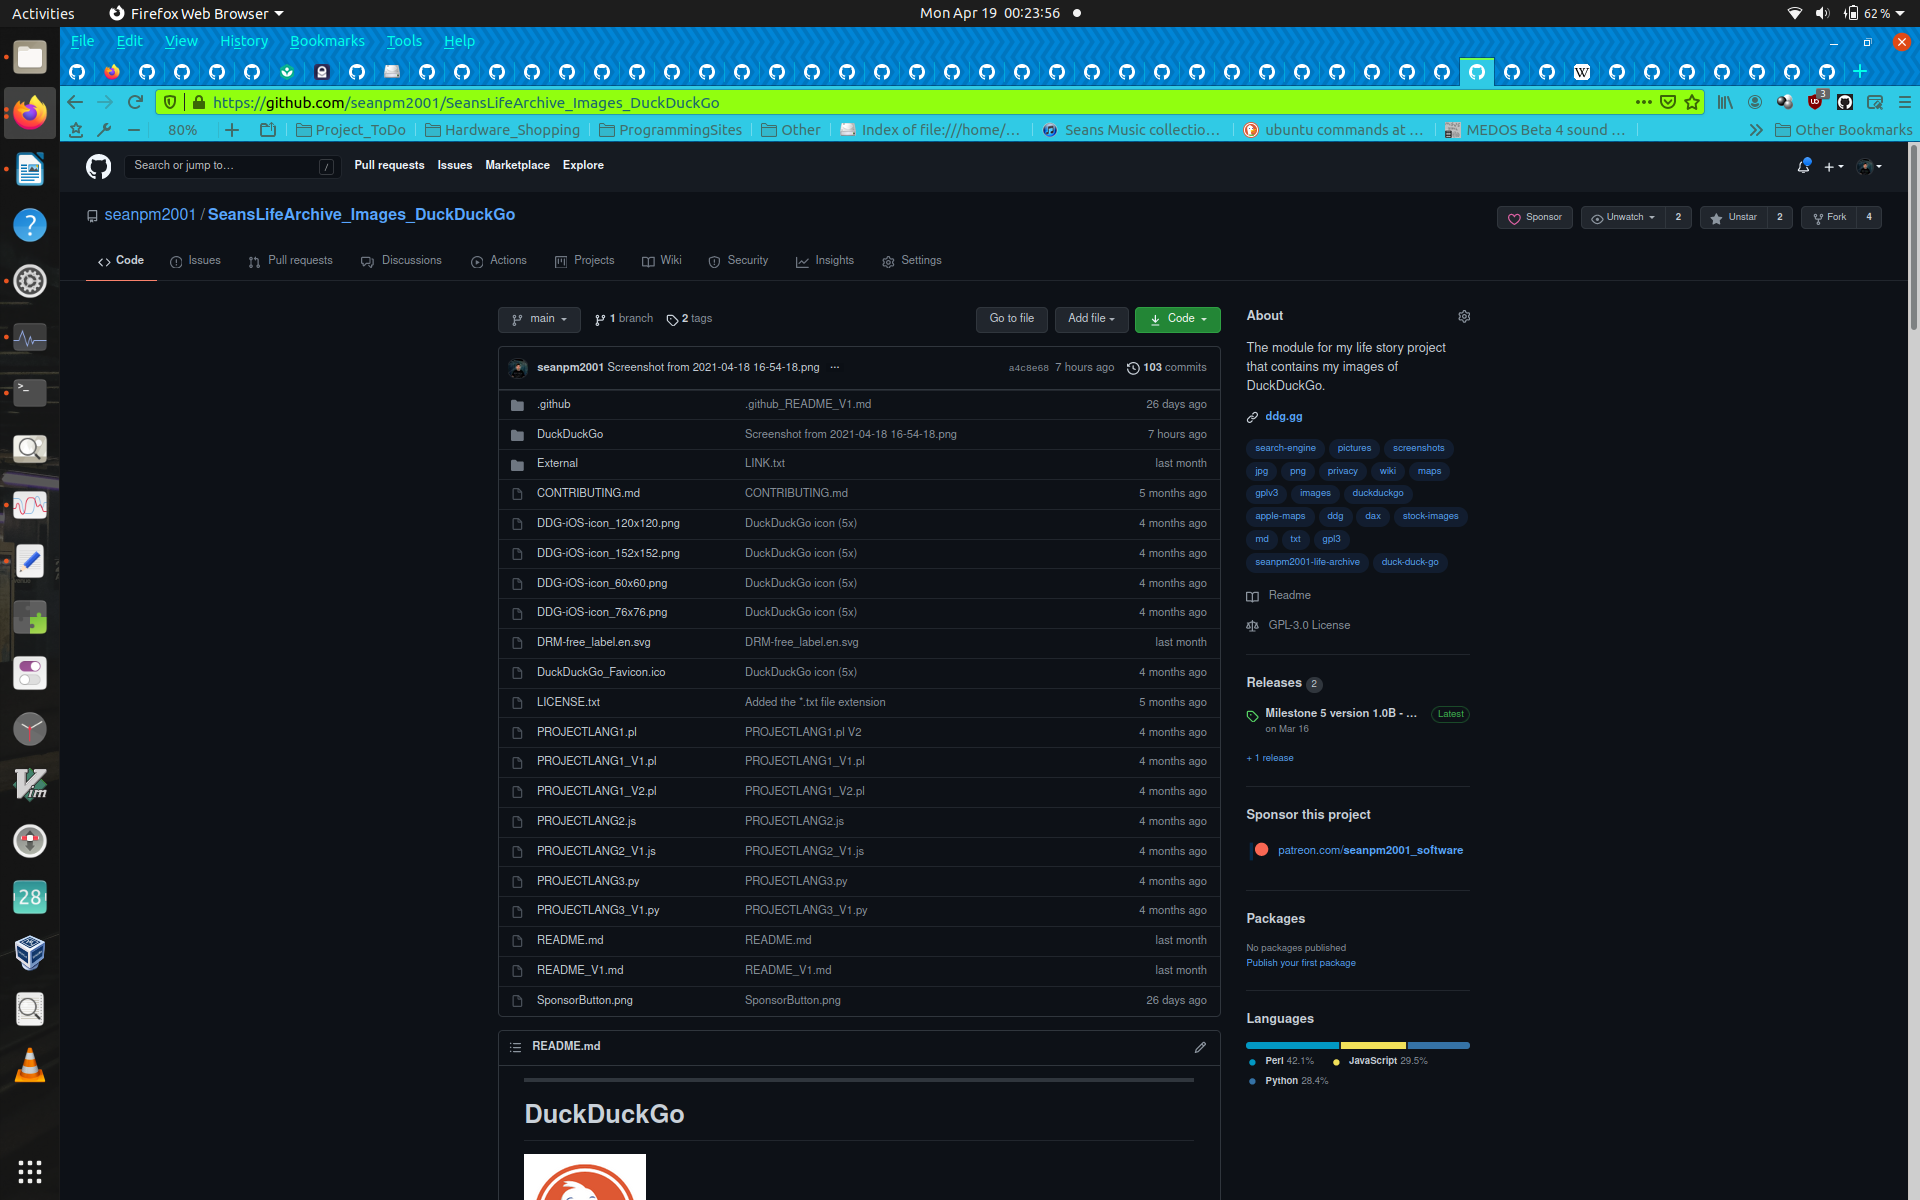 Activities Firefox Web Browser Mon Apr 19 00:23:56 62 %
File Edit View History Bookmarks Tools Help
https://github.com/seanpm2001/SeansLifeArchive_Images_DuckDuckGo 3
80% Project_ToDo Hardware_Shopping ProgrammingSites Other Index of file:///home/... Seans Music collectio... ubuntu commands at ... MEDOS Beta 4 sound ... Other Bookmarks
Search or jump to... / Pull requests Issues Marketplace Explore
seanpm2001 / SeansLifeArchive_Images_DuckDuckGo Sponsor Unwatch 2 Unstar 2 Fork 4
Code Issues Pull requests Discussions Actions Projects Wiki Security Insights Settings
main 1 branch 2 tags Go to file Add file Code
seanpm2001 Screenshot from 2021-04-18 16-54-18.png ... a4c8e68 7 hours ago 103 commits
.github .github_README_V1.md 26 days ago
DuckDuckGo Screenshot from 2021-04-18 16-54-18.png 7 hours ago
External LINK.txt last month
CONTRIBUTING.md CONTRIBUTING.md 5 months ago
DDG-iOS-icon_120x120.png DuckDuckGo icon (5x) 4 months ago
DDG-iOS-icon_152x152.png DuckDuckGo icon (5x) 4 months ago
DDG-iOS-icon_60x60.png DuckDuckGo icon (5x) 4 months ago
DDG-iOS-icon_76x76.png DuckDuckGo icon (5x) 4 months ago
DRM-free_label.en.svg DRM-free_label.en.svg last month
DuckDuckGo_Favicon.ico DuckDuckGo icon (5x) 4 months ago
LICENSE.txt Added the *.txt file extension 5 months ago
PROJECTLANG1.pl PROJECTLANG1.pl V2 4 months ago
PROJECTLANG1_V1.pl PROJECTLANG1_V1.pl 4 months ago
PROJECTLANG1_V2.pl PROJECTLANG1_V2.pl 4 months ago
PROJECTLANG2.js PROJECTLANG2.js 4 months ago
PROJECTLANG2_V1.js PROJECTLANG2_V1.js 4 months ago
PROJECTLANG3.py PROJECTLANG3.py 4 months ago
PROJECTLANG3_V1.py PROJECTLANG3_V1.py 4 months ago
README.md README.md last month
README_V1.md README_V1.md last month
SponsorButton.png SponsorButton.png 26 days ago
README.md
DuckDuckGo
About
The module for my life story project
that contains my images of
DuckDuckGo.
ddg.gg
search-engine pictures screenshots
jpg png privacy wiki maps
gplv3 images duckduckgo
apple-maps ddg dax stock-images
md txt gpl3
seanpm2001-life-archive duck-duck-go
Readme
GPL-3.0 License
Releases 2
Milestone 5 version 1.0B - ... Latest
on Mar 16
+ 1 release
Sponsor this project
patreon.com/seanpm2001_software
Packages
No packages published
Publish your first package
Languages
Perl 42.1% JavaScript 29.5%
Python 28.4%
28